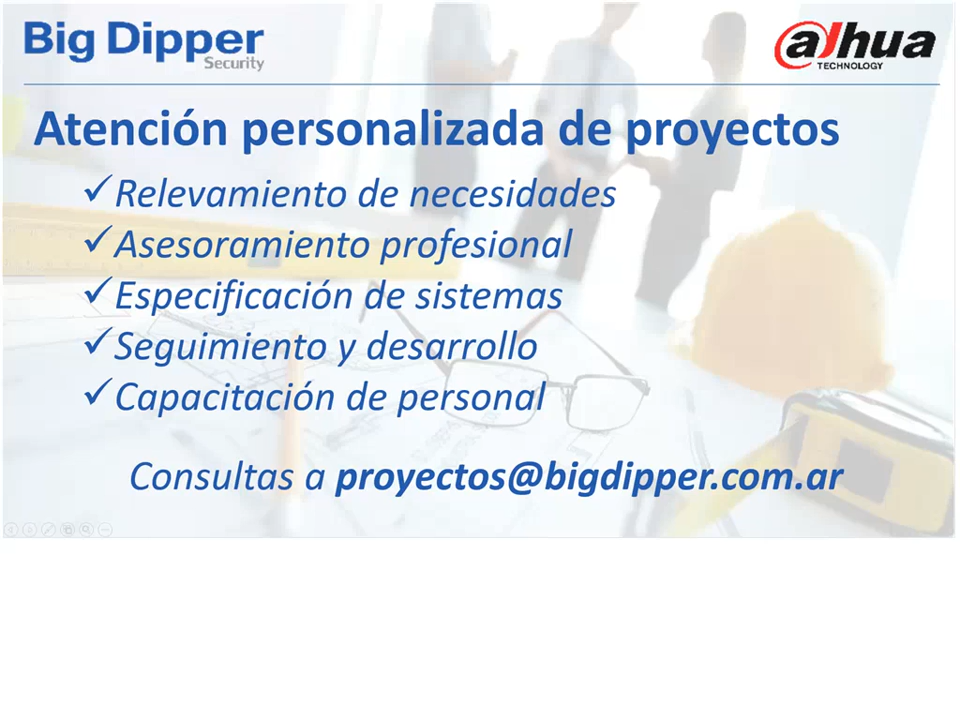 Big Dipper
Security
alhua
TECHNOLOGY
Atención personalizada de proyectos
✓Relevamiento de necesidades
✓Asesoramiento profesional
✓Especificación de sistemas
✓Seguimiento y desarrollo
✓Capacitación de personal
Consultas a proyectos@bigdipper.com.ar